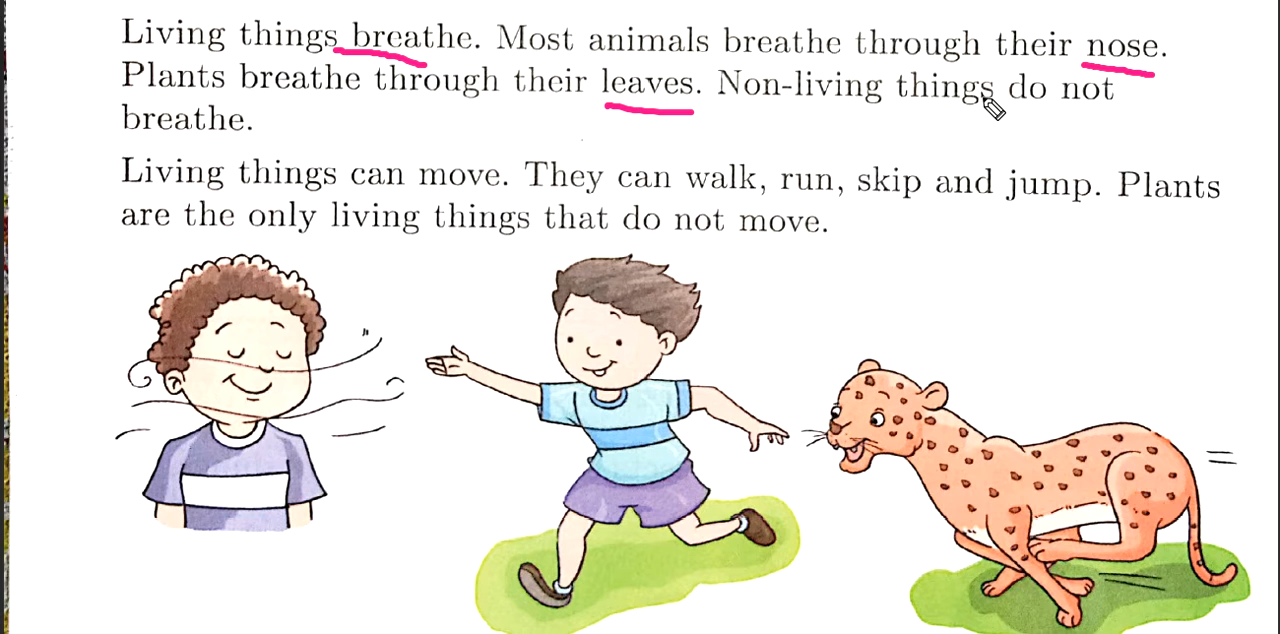 Living things breathe. Most animals breathe through their nose.
Plants breathe through their leaves. Non-living things do not
breathe.
Living things can move. They can walk, run, skip and jump. Plants
are the only living things that do not move.